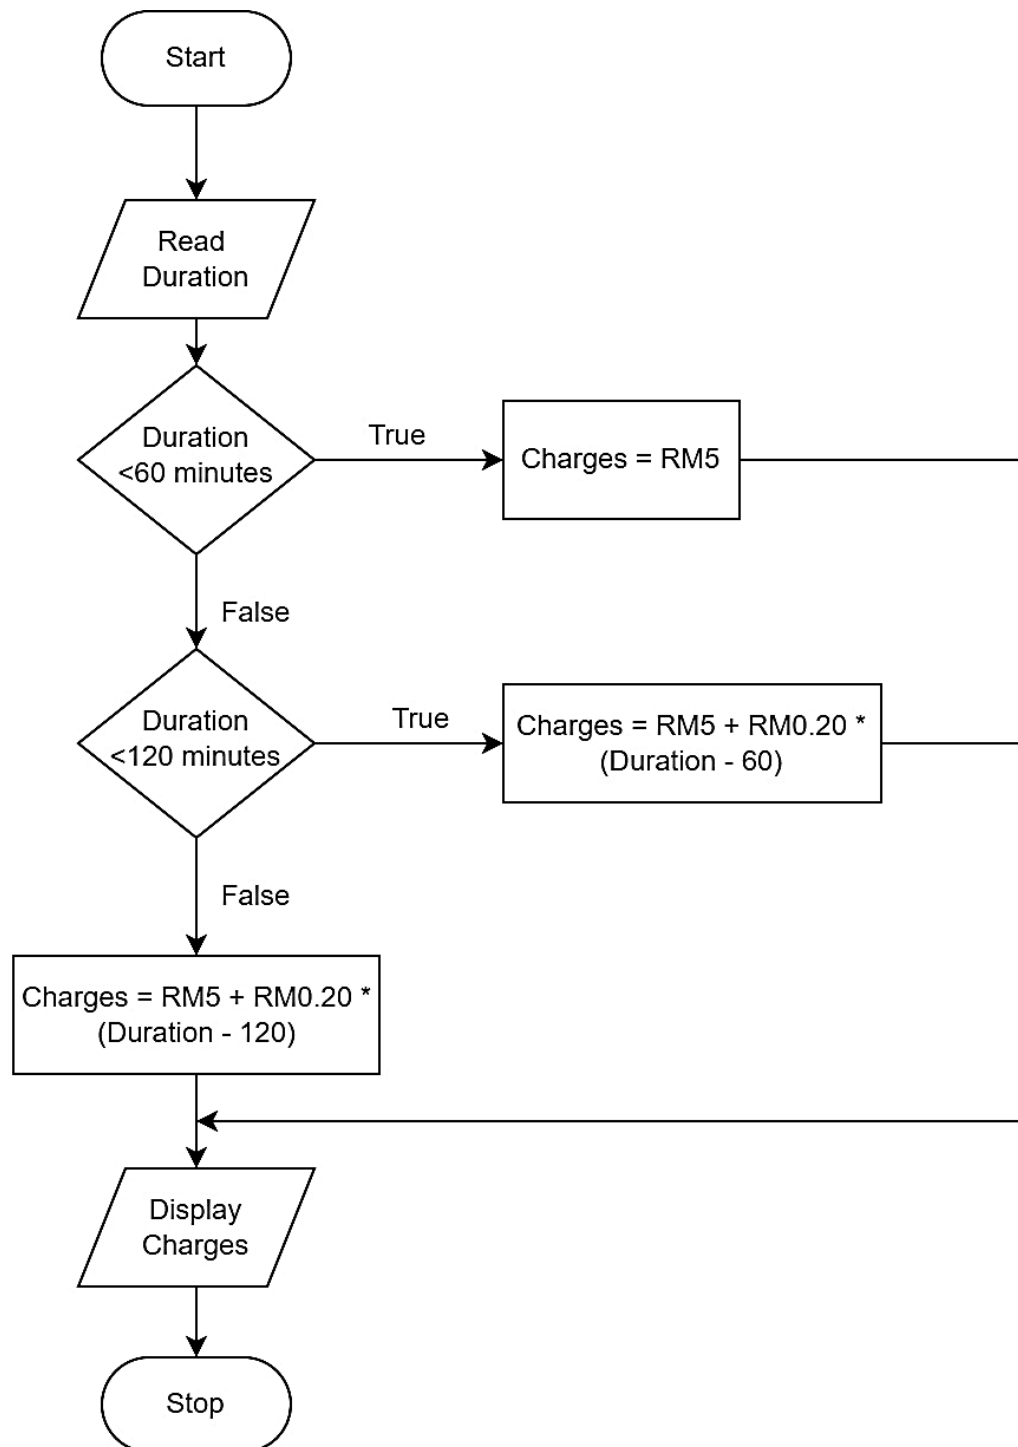 Start
Read
Duration
Duration
<60 minutes
True
Charges = RM5
False
Duration
<120 minutes
True
Charges = RM5 + RM0.20 *
(Duration - 60)
False
Charges = RM5 + RM0.20 *
(Duration - 120)
Display
Charges
Stop